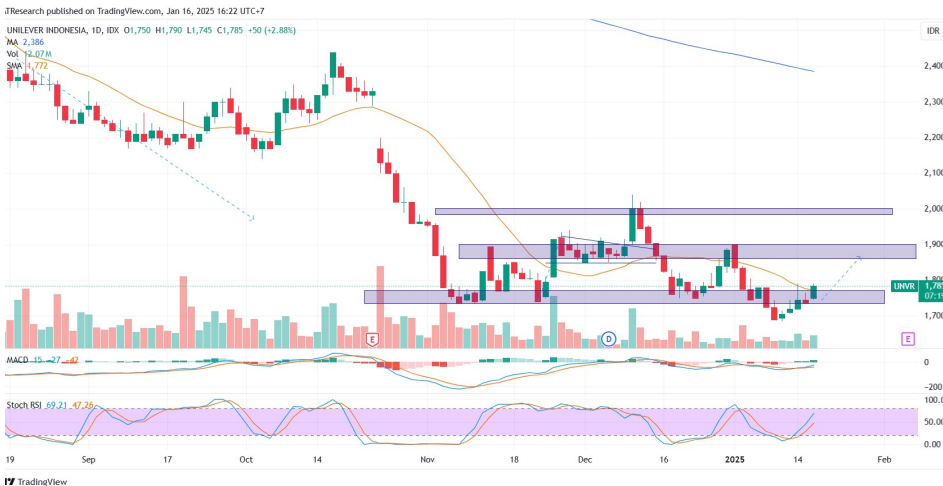 TResearch published on TradingView.com, Jan 16, 2025 16:22 UTC+7
UNILEVER INDONESIA, 1D, IDX O1,750 H1,790 L1,745 C1,785 +50 (+2.88%)
IDR
MA 2,386
Vol 12.07M
SMA 1,772
2,400
2,300
2,200
2,100
2,000
1,900
1,800
UNVR 1,785
1,700
E
D
E
MACD 15 -27 -42
0
-200
Stoch RSI 69.21 47.26
100.0
50.00
0.00
19 Sep 17 Oct 14 Nov 18 Dec 16 2025 14 Feb
TradingView